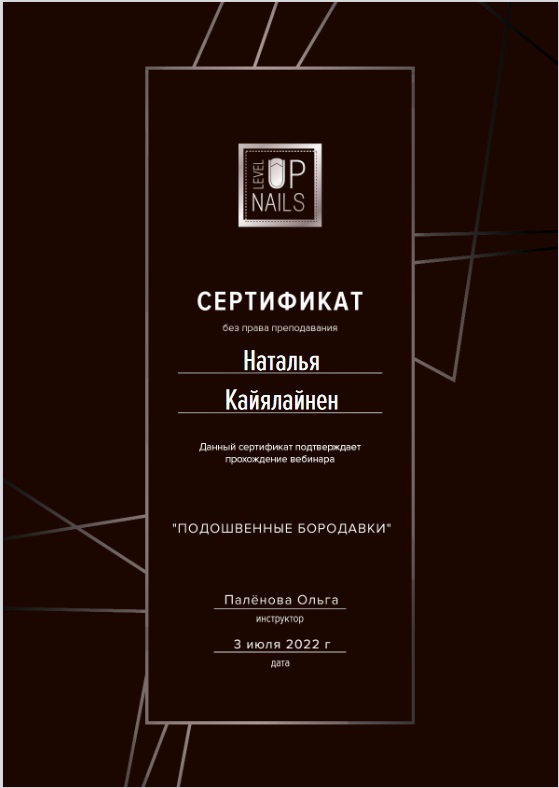 LEVEL UP
NAILS
СЕРТИФИКАТ
без права преподавания
Наталья
Кайялайнен
Данный сертификат подтверждает
прохождение вебинара
"ПОДОШВЕННЫЕ БОРОДАВКИ"
Палёнова Ольга
инструктор
3 июля 2022 г
дата